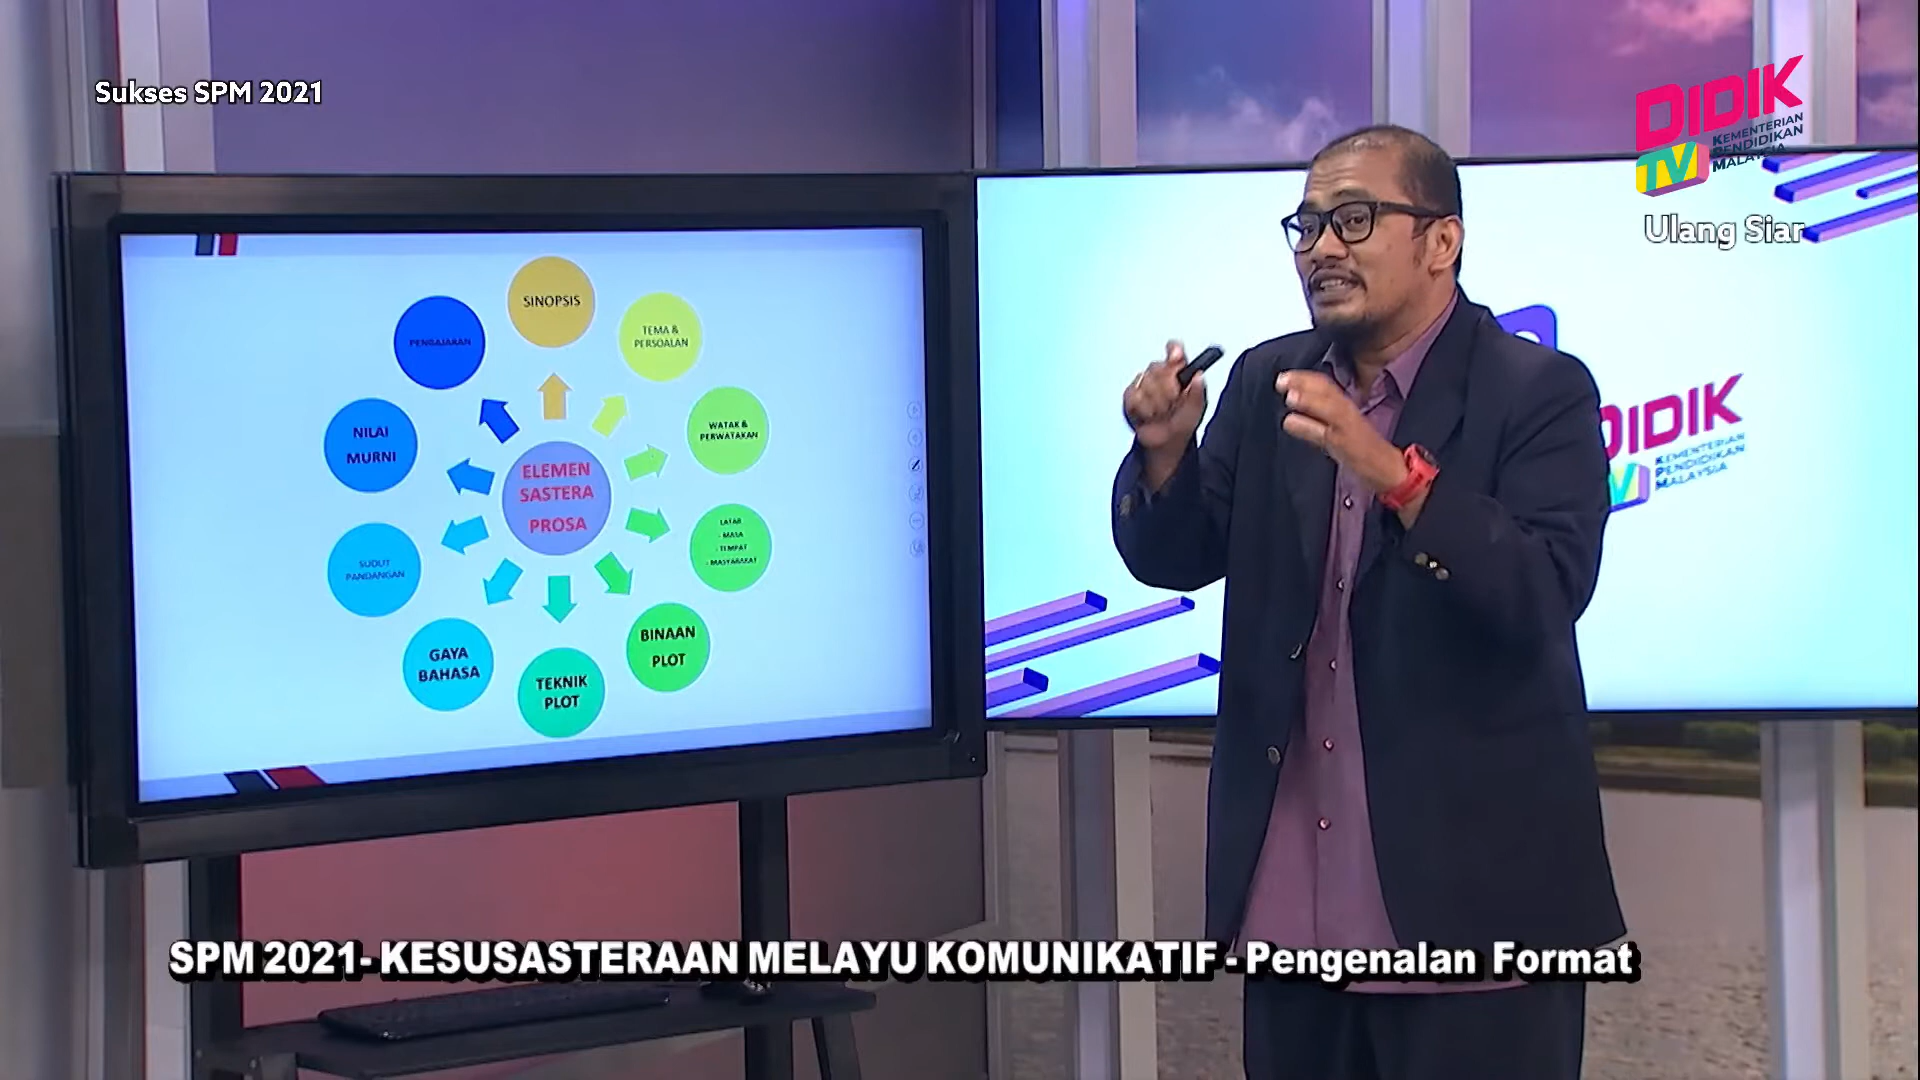 Sukses SPM 2021
DIDIK
TV
KEMENTERIAN
PENDIDIKAN
MALAYSIA
Ulang Siar
SINOPSIS
TEMA &
PERSOALAN
WATAK &
PERWATAKAN
LATAR
- MASA
- TEMPAT
- MASYARAKAT
BINAAN
PLOT
TEKNIK
PLOT
GAYA
BAHASA
SUDUT
PANDANGAN
NILAI
MURNI
PENGAJARAN
ELEMEN
SASTERA
PROSA
DIDIK
KEMENTERIAN
PENDIDIKAN
MALAYSIA
SPM 2021- KESUSASTERAAN MELAYU KOMUNIKATIF - Pengenalan Format